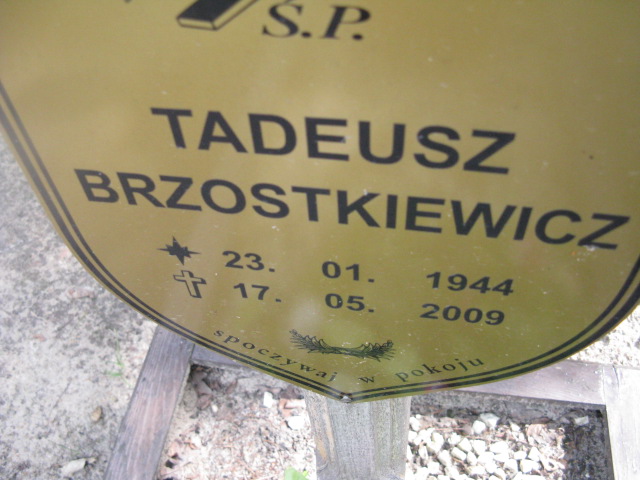 Ś.P.
TADEUSZ
BRZOSTKIEWICZ
23. 01. 1944
17. 05. 2009
spoczywaj w pokoju